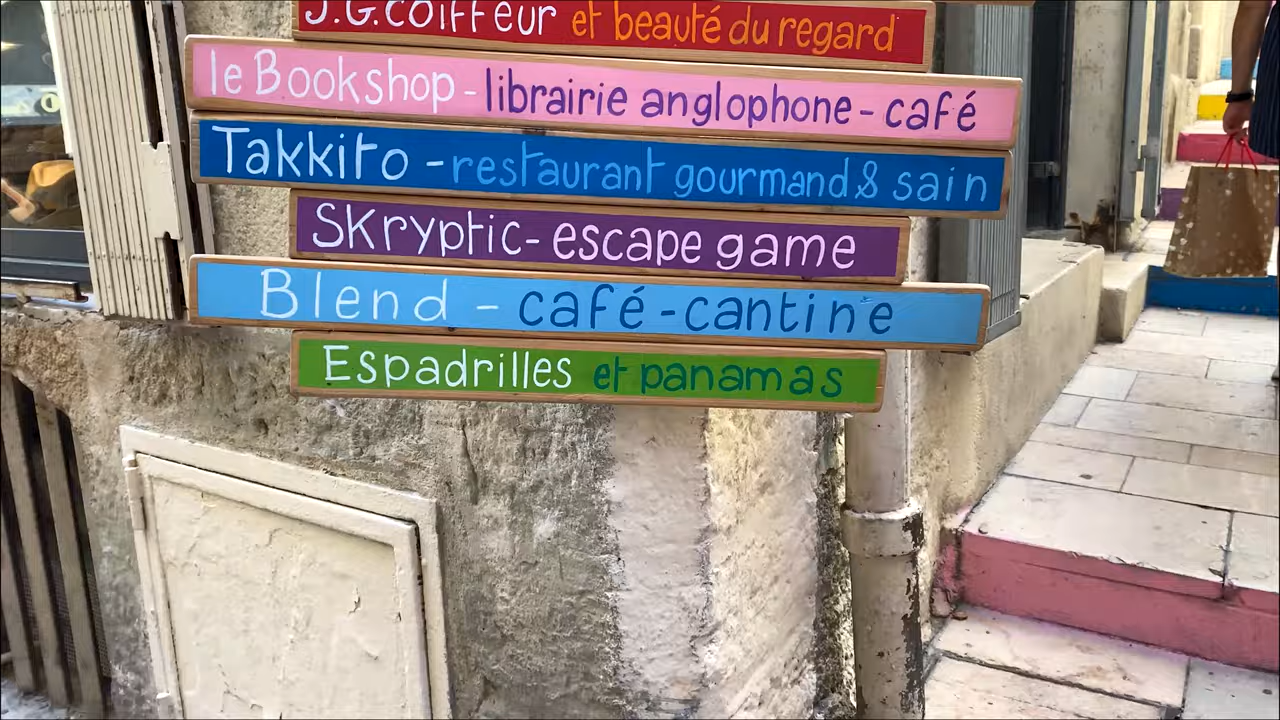 J.G.coiffeur et beauté du regard
le Bookshop - librairie anglophone - café
Takkito - restaurant gourmand & sain
SKryptic - escape game
Blend - café - cantine
Espadrilles et panamas